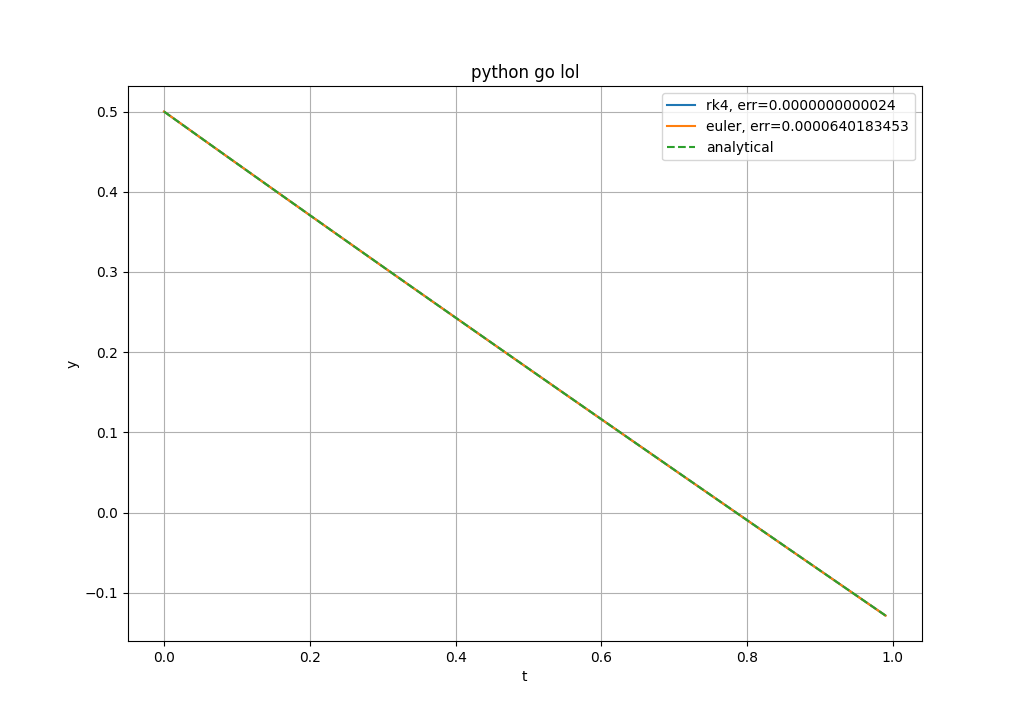 python go lol
rk4, err=0.0000000000024
euler, err=0.0000640183453
analytical
0.5
0.4
0.3
0.2
0.1
0.0
−0.1
y
0.0 0.2 0.4 0.6 0.8 1.0
t